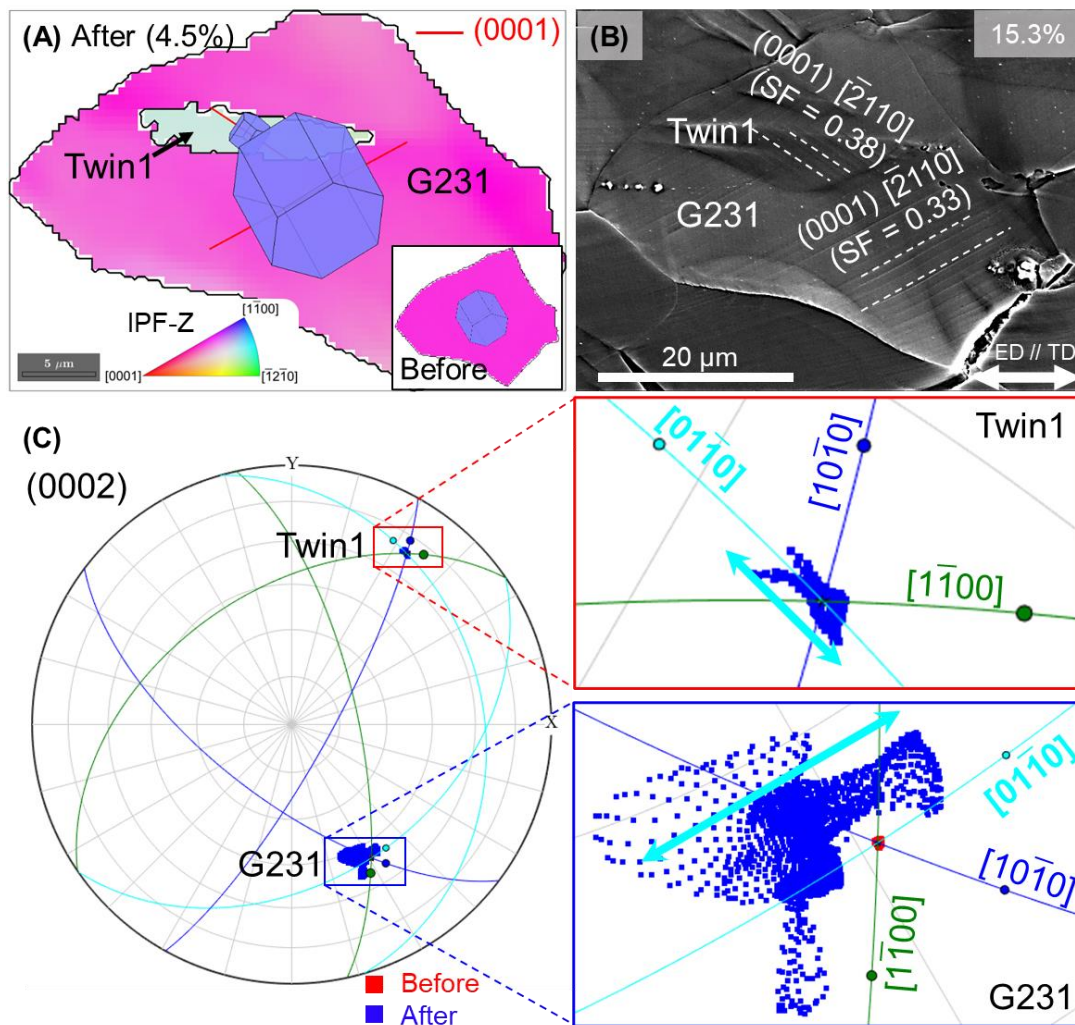 (A) After (4.5%)
(0001)
Twin1
G231
IPF-Z
[11̄00]
5 μm
[0001]
[1̄21̄0]
Before
(B)
15.3%
(0001) [2̄110]
(SF = 0.38)
Twin1
(0001) [2̄110]
(SF = 0.33)
G231
20 μm
ED // TD
(C)
(0002)
Y
X
Twin1
G231
Before
After
Twin1
[011̄0]
[101̄0]
[11̄00]
[011̄0]
[101̄0]
[11̄00]
G231